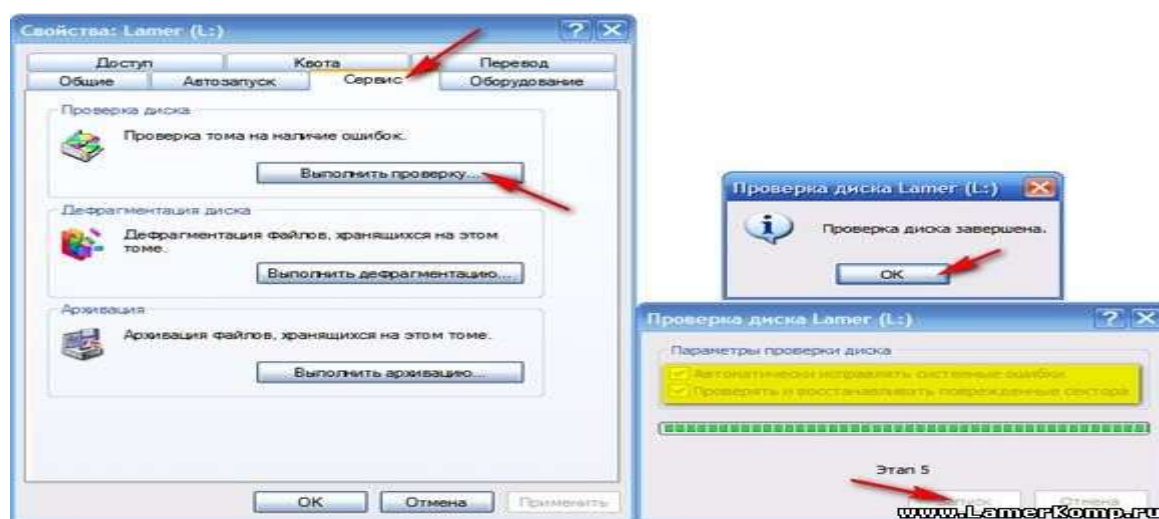 Свойства: Lamer (L:)
Доступ Квота Перевод
Общие Автозапуск Сервис Оборудование
Проверка диска
Проверка тома на наличие ошибок.
Выполнить проверку...
Дефрагментация диска
Дефрагментация файлов, хранящихся на этом
томе.
Выполнить дефрагментацию...
Архивация
Архивация файлов, хранящихся на этом томе.
Выполнить архивацию...
OK Отмена Применить
Проверка диска Lamer (L:)
Проверка диска завершена.
OK
Проверка диска Lamer (L:)
Параметры проверки диска
Автоматически исправлять системные ошибки
Проверять и восстанавливать поврежденные сектора
Этап 5
Отмена
www.LamerKomp.ru